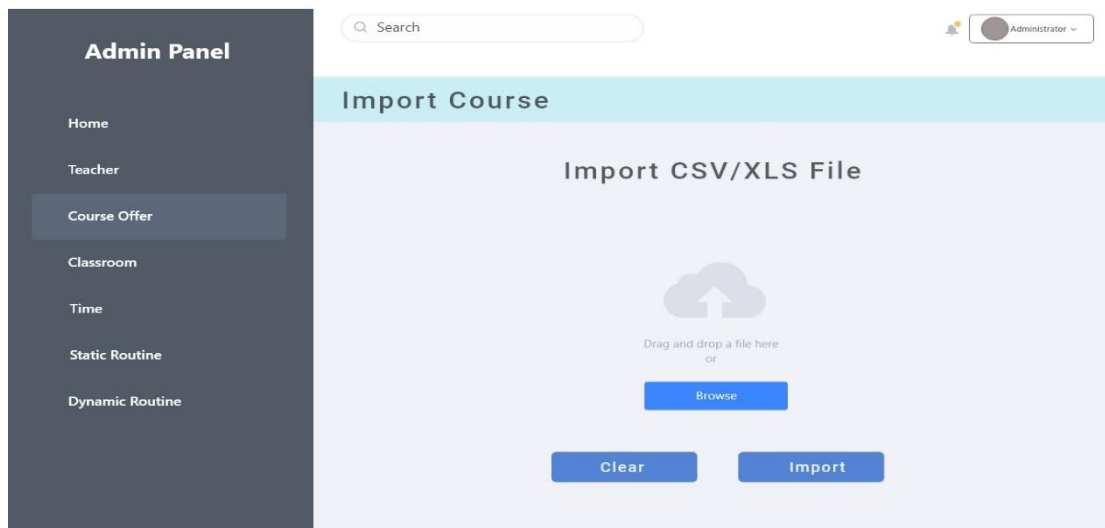 Admin Panel
Home
Teacher
Course Offer
Classroom
Time
Static Routine
Dynamic Routine
Search
Administrator
Import Course
Import CSV/XLS File
Drag and drop a file here
or
Browse
Clear
Import